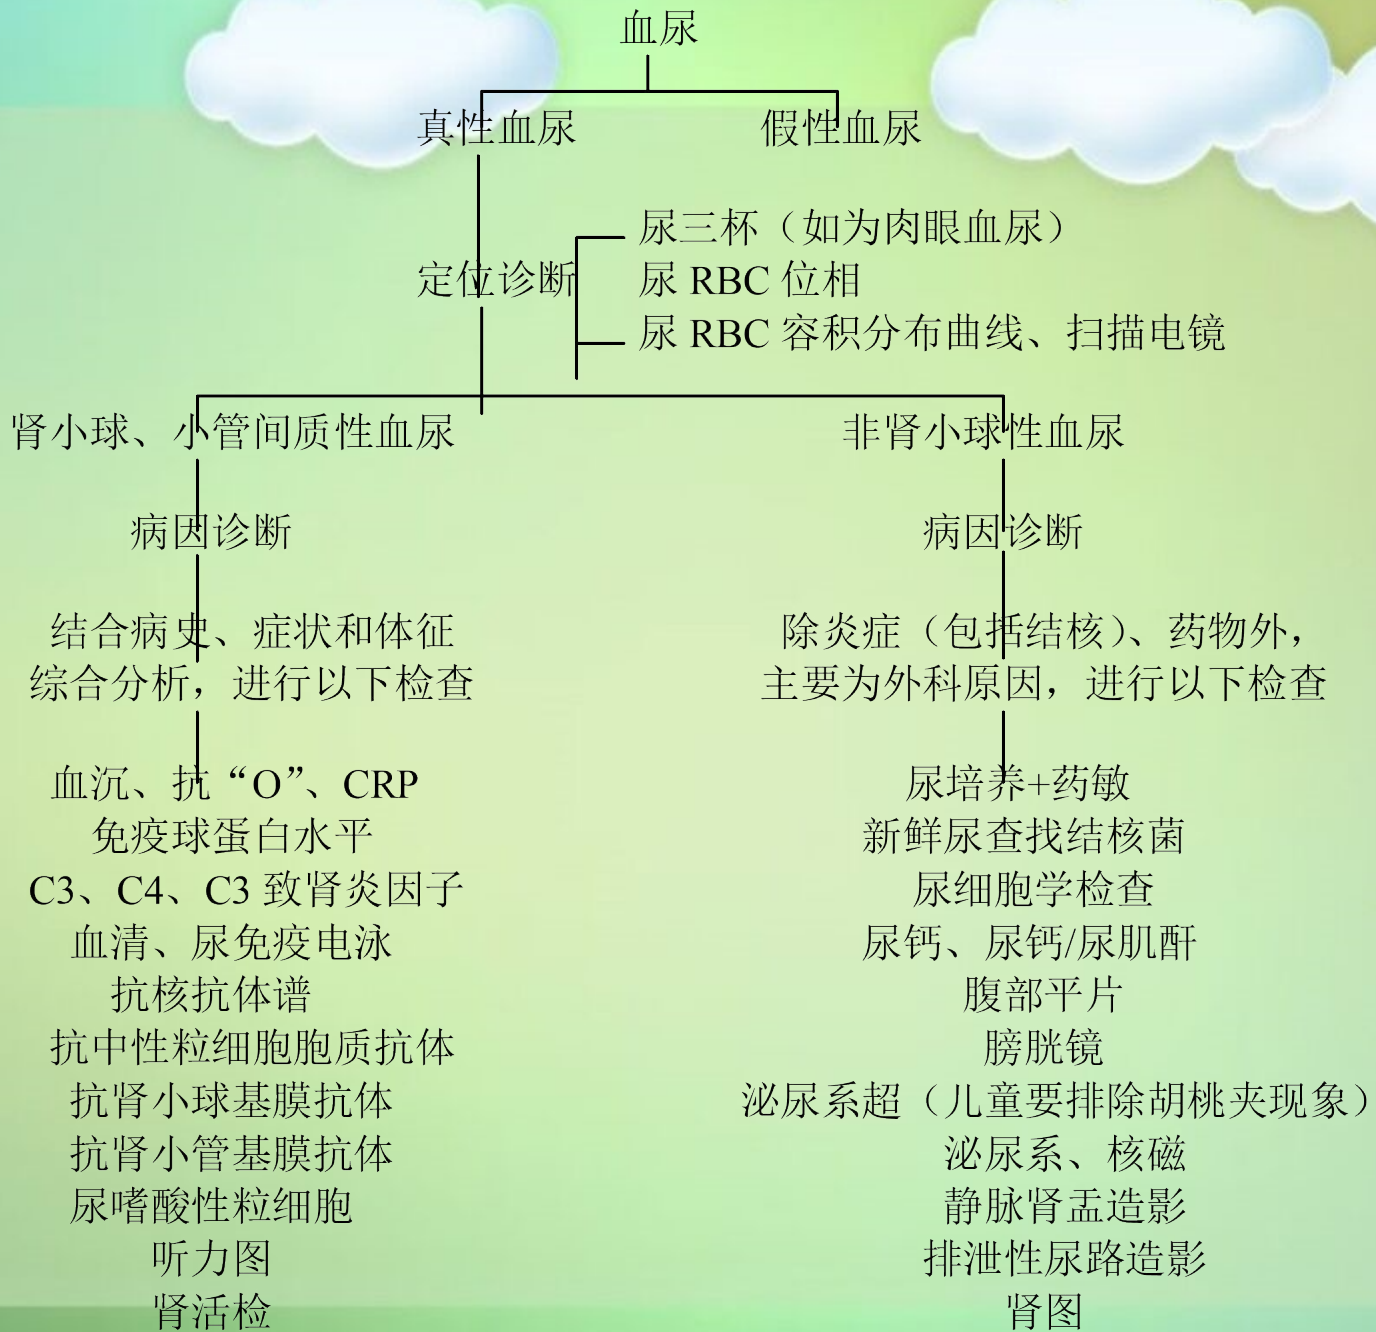 血尿
真性血尿
假性血尿
尿三杯（如为肉眼血尿）
定位诊断
尿 RBC 位相
尿 RBC 容积分布曲线、扫描电镜
肾小球、小管间质性血尿
非肾小球性血尿
病因诊断
病因诊断
结合病史、症状和体征
综合分析，进行以下检查
除炎症（包括结核）、药物外，
主要为外科原因，进行以下检查
血沉、抗“O”、CRP
免疫球蛋白水平
C3、C4、C3 致肾炎因子
血清、尿免疫电泳
抗核抗体谱
抗中性粒细胞胞质抗体
抗肾小球基膜抗体
抗肾小管基膜抗体
尿嗜酸性粒细胞
听力图
肾活检
尿培养+药敏
新鲜尿查找结核菌
尿细胞学检查
尿钙、尿钙/尿肌酐
腹部平片
膀胱镜
泌尿系超（儿童要排除胡桃夹现象）
泌尿系、核磁
静脉肾盂造影
排泄性尿路造影
肾图